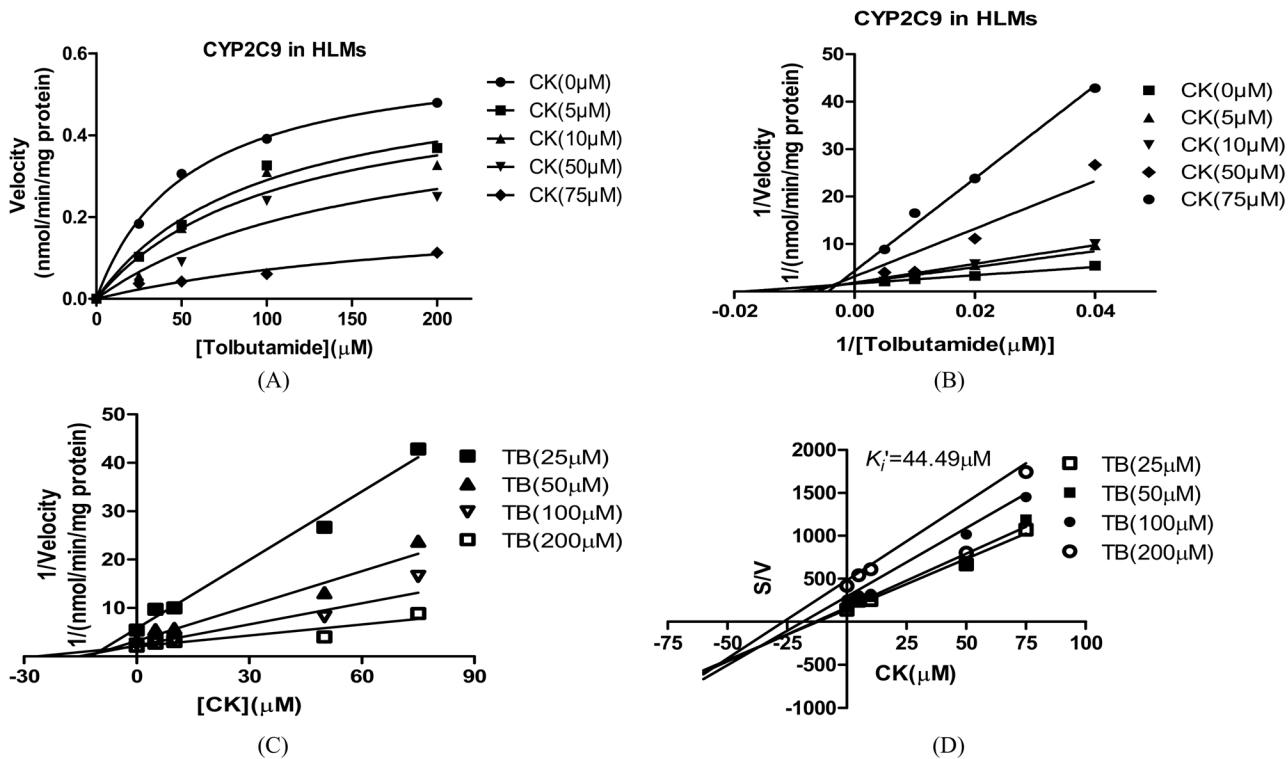 CYP2C9 in HLMs
Velocity
(nmol/min/mg protein)
0.6
0.4
0.2
0.0
0
50
100
150
200
[Tolbutamide](μM)
CK(0μM)
CK(5μM)
CK(10μM)
CK(50μM)
CK(75μM)
(A)
CYP2C9 in HLMs
1/Velocity
1/(nmol/min/mg protein)
50
40
30
20
10
-0.02
0.00
0.02
0.04
1/[Tolbutamide(μM)]
CK(0μM)
CK(5μM)
CK(10μM)
CK(50μM)
CK(75μM)
(B)
1/Velocity
1/(nmol/min/mg protein)
50
40
30
20
10
-30
0
30
60
90
[CK](μM)
TB(25μM)
TB(50μM)
TB(100μM)
TB(200μM)
(C)
Ki'=44.49μM
S/V
2000
1500
1000
500
-500
-1000
-75
-50
-25
25
50
75
100
CK(μM)
TB(25μM)
TB(50μM)
TB(100μM)
TB(200μM)
(D)